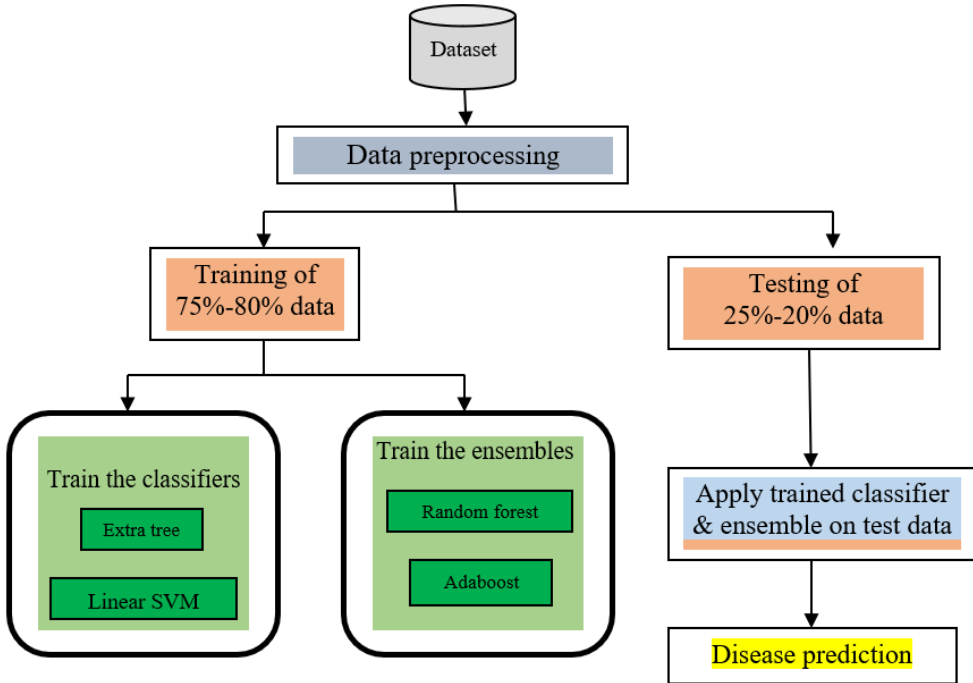 Dataset
Data preprocessing
Training of
75%-80% data
Testing of
25%-20% data
Train the classifiers
Extra tree
Linear SVM
Train the ensembles
Random forest
Adaboost
Apply trained classifier
& ensemble on test data
Disease prediction